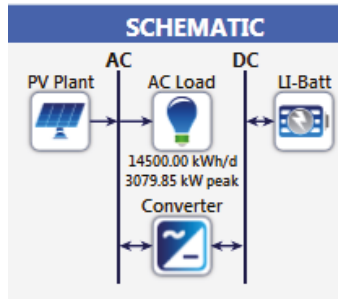 SCHEMATIC
AC DC
PV Plant AC Load LI-Batt
14500.00 kWh/d
3079.85 kW peak
Converter